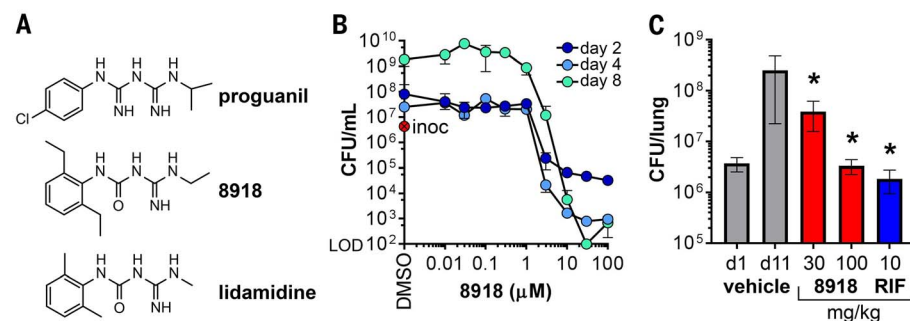 A
Cl
H
N
H
N
H
N
NH
NH
proguanil
H
N
H
N
H
N
O
NH
8918
H
N
H
N
H
N
O
NH
lidamidine
B
CFU/mL
10^10
10^9
10^8
10^7
10^6
10^5
10^4
10^3
LOD 10^2
day 2
day 4
day 8
inoc
DMSO
0.01 0.1 1 10 100
8918 (μM)
C
CFU/lung
10^9
10^8
10^7
10^6
10^5
*
*
*
d1 d11 30 100 10
vehicle 8918 RIF
mg/kg